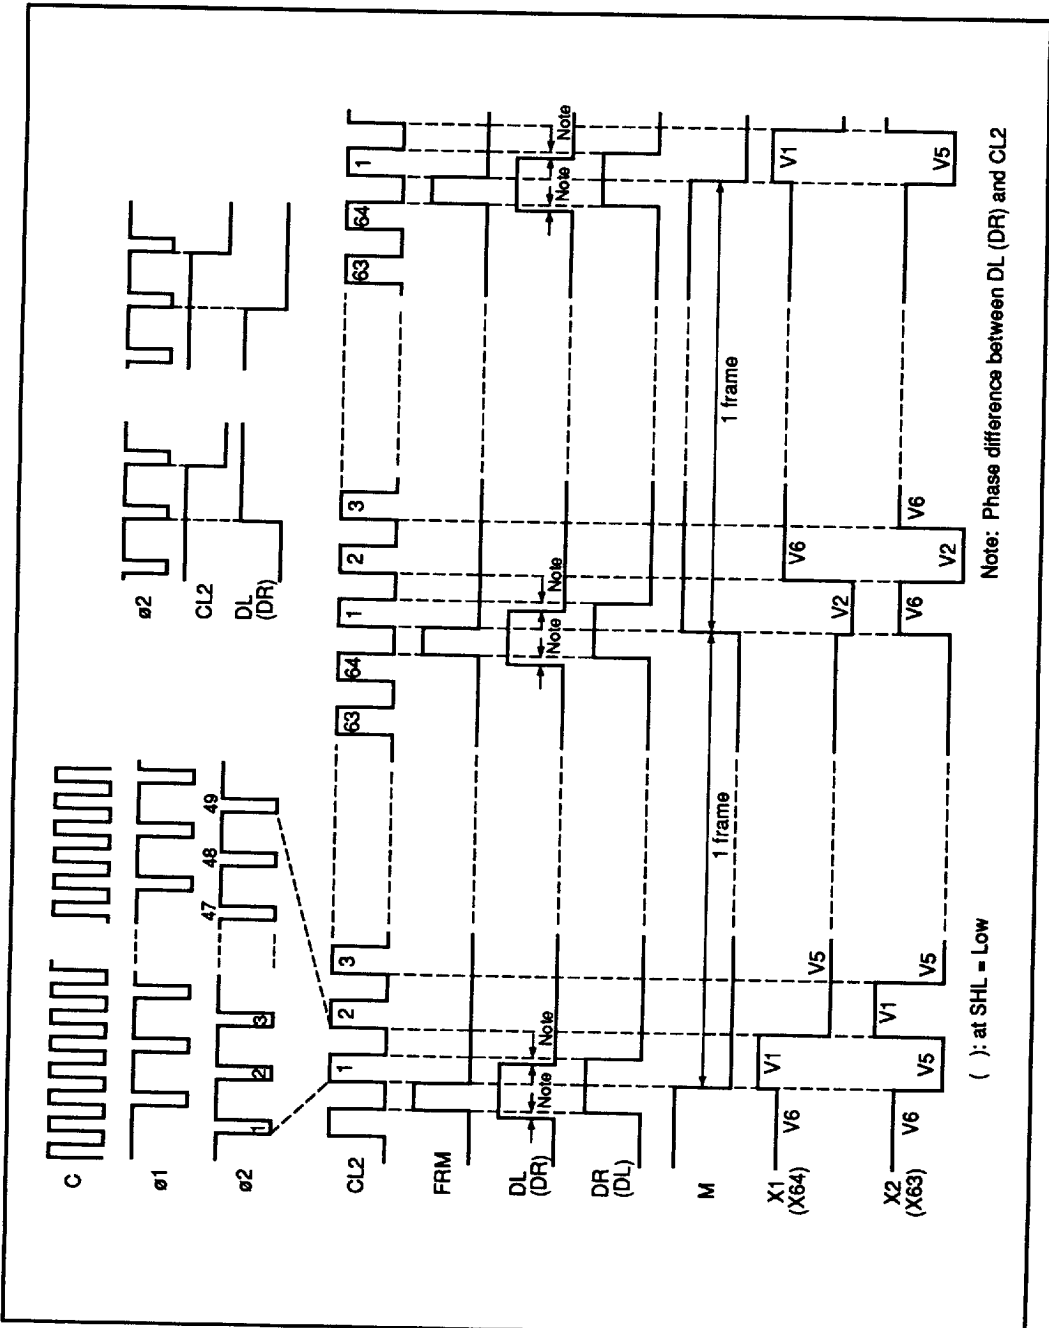 C
ø1
ø2
1 2 3 47 48 49
ø2
CL2
DL
(DR)
CL2
1 2 3 63 64 1 2 3 63 64 1
FRM
DL
(DR)
Note Note Note Note Note Note
DR
(DL)
M
1 frame 1 frame
X1
(X64)
V6 V1 V5 V2 V6 V1
X2
(X63)
V6 V5 V1 V5 V6 V2 V6 V5
( ): at SHL = Low
Note: Phase difference between DL (DR) and CL2